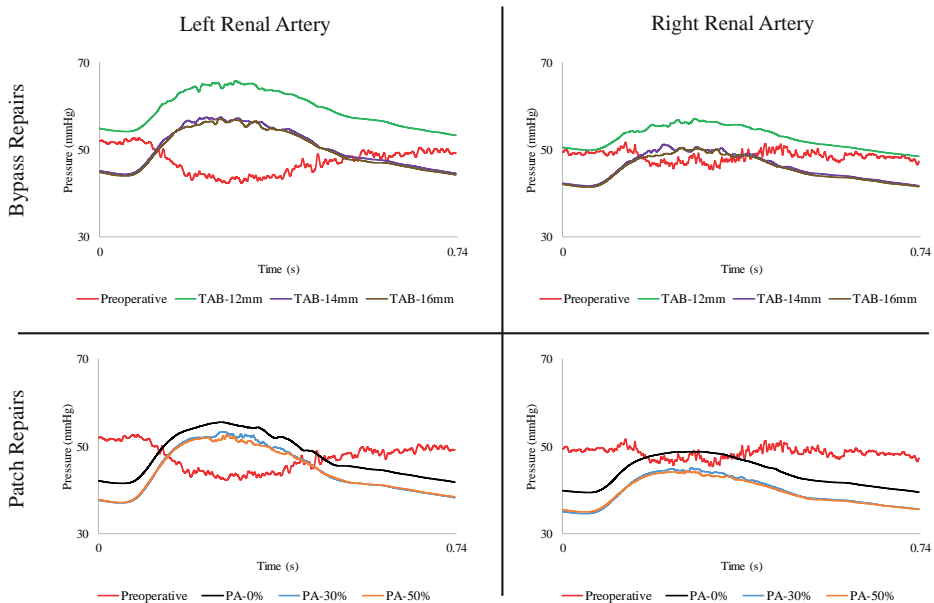 Left Renal Artery
Right Renal Artery
Bypass Repairs
70
50
30
Presssure (mmHg)
0
0.74
Time (s)
Preoperative TAB-12mm TAB-14mm TAB-16mm
70
50
30
Pressure (mmHg)
0
0.74
Time (s)
Preoperative TAB-12mm TAB-14mm TAB-16mm
Patch Repairs
70
50
30
Pressure (mmHg)
0
0.74
Time (s)
Preoperative PA-0% PA-30% PA-50%
70
50
30
Pressure (mmHg)
0
0.74
Time (s)
Preoperative PA-0% PA-30% PA-50%